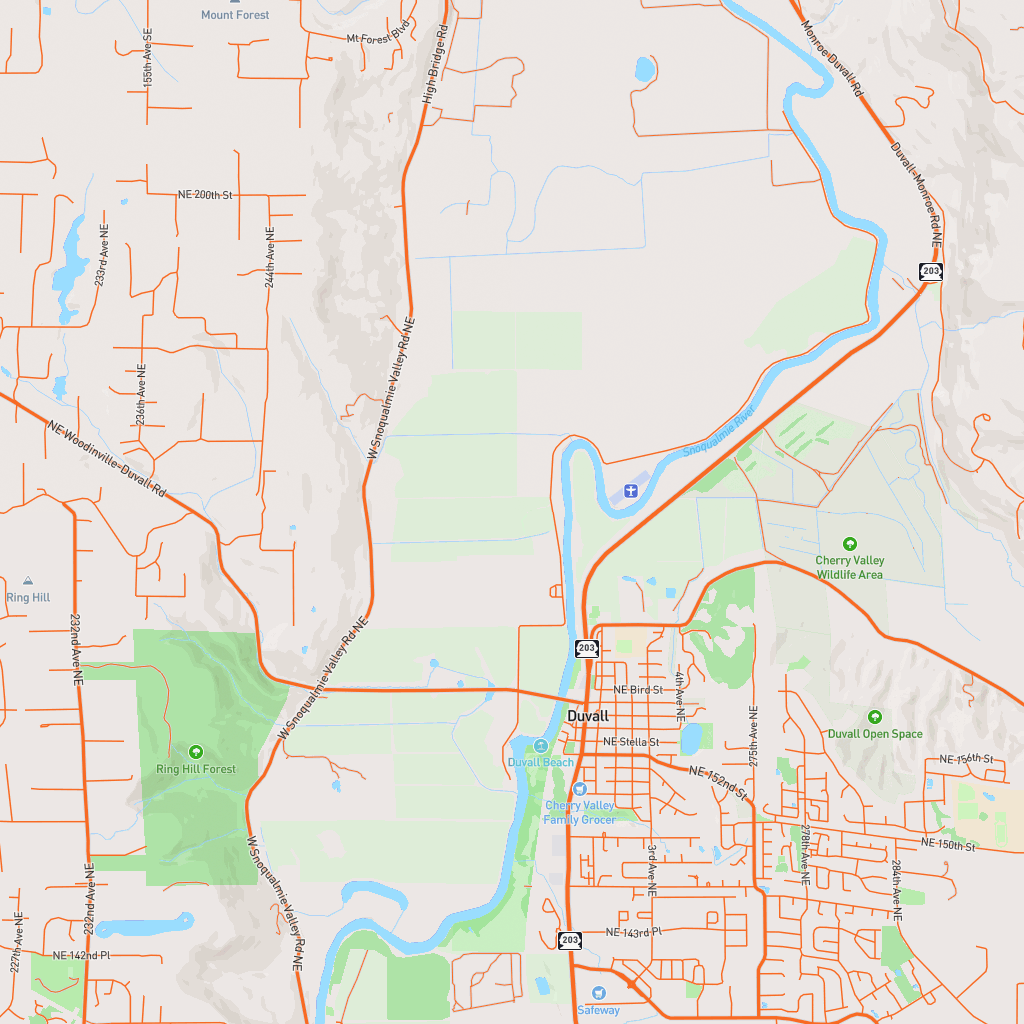 Mount Forest
Mt Forest Blvd
155th Ave SE
High Bridge Rd
Monroe Duvall Rd
Duvall-Monroe Rd NE
NE 200th St
233rd Ave NE
244th Ave NE
203
W Snoqualmie Valley Rd NE
236th Ave NE
NE Woodinville-Duvall Rd
Snoqualmie River
Cherry Valley
Wildlife Area
Ring Hill
232nd Ave NE
W Snoqualmie Valley Rd NE
203
4th Ave NE
NE Bird St
Duvall
275th Ave NE
Duvall Open Space
NE Stella St
Ring Hill Forest
Duvall Beach
NE 152nd St
NE 156th St
Cherry Valley
Family Grocer
W Snoqualmie Valley Rd NE
278th Ave NE
NE 150th St
3rd Ave NE
284th Ave NE
232nd Ave NE
227th Ave NE
203
NE 143rd Pl
NE 142nd Pl
Safeway